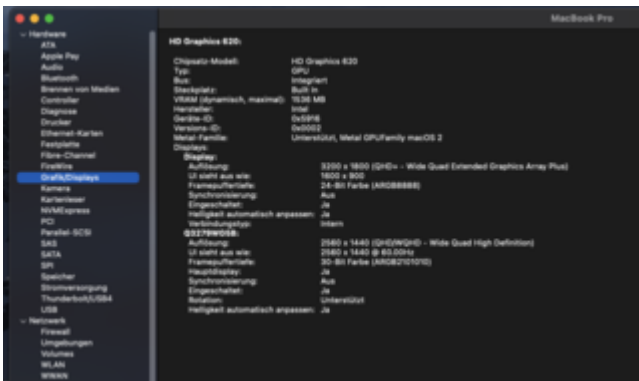 MacBook Pro
Hardware
ATA
Apple Pay
Audio
Bluetooth
Brennen von Medien
Controller
Diagnose
Drucker
Ethernet-Karten
Festplatte
Fibre-Channel
FireWire
Grafik/Displays
Kamera
Kartenleser
NVMExpress
PCI
Parallel-SCSI
SAS
SATA
SPI
Speicher
Stromversorgung
Thunderbolt/USB4
USB
Netzwerk
Firewall
Umgebungen
Volumes
WLAN
WWAN
HD Graphics 620:
Chipsatz-Modell: HD Graphics 620
Typ: GPU
Bus: Integriert
Steckplatz: Built In
VRAM (dynamisch, maximal): 1536 MB
Hersteller: Intel
Geräte-ID: 0x5916
Versions-ID: 0x0002
Metal-Familie: Unterstützt, Metal GPUFamily macOS 2
Displays:
Display:
Auflösung: 3200 x 1800 (QHD+ - Wide Quad Extended Graphics Array Plus)
UI sieht aus wie: 1600 x 900
Framepuffertiefe: 24-Bit Farbe (ARGB8888)
Synchronisierung: Aus
Eingeschaltet: Ja
Helligkeit automatisch anpassen: Ja
Verbindungstyp: Intern
Auflösung: 2560 x 1440 (QHD/WQHD - Wide Quad High Definition)
UI sieht aus wie: 2560 x 1440 @ 60.00Hz
Framepuffertiefe: 30-Bit Farbe (ARGB2101010)
Hauptdisplay: Ja
Synchronisierung: Aus
Eingeschaltet: Ja
Rotation: Unterstützt
Helligkeit automatisch anpassen: Ja